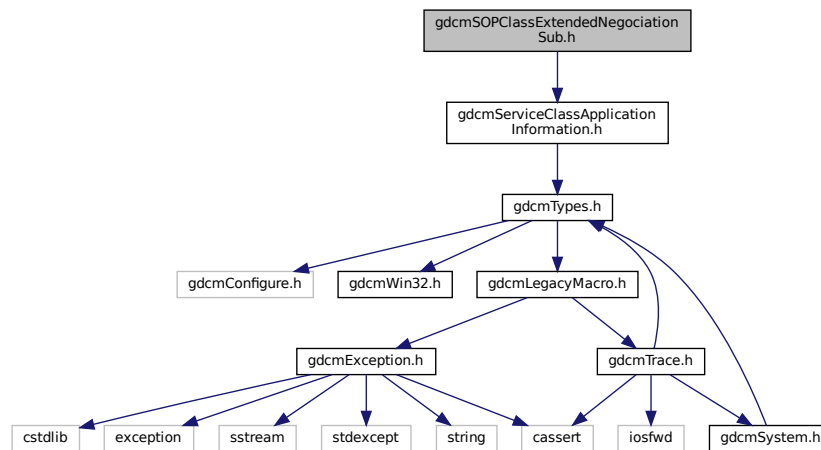 gdcmSOPClassExtendedNegociation
Sub.h
gdcmServiceClassApplication
Information.h
gdcmTypes.h
gdcmConfigure.h
gdcmWin32.h
gdcmLegacyMacro.h
gdcmException.h
gdcmTrace.h
cstdlib
exception
sstream
stdexcept
string
cassert
iosfwd
gdcmSystem.h